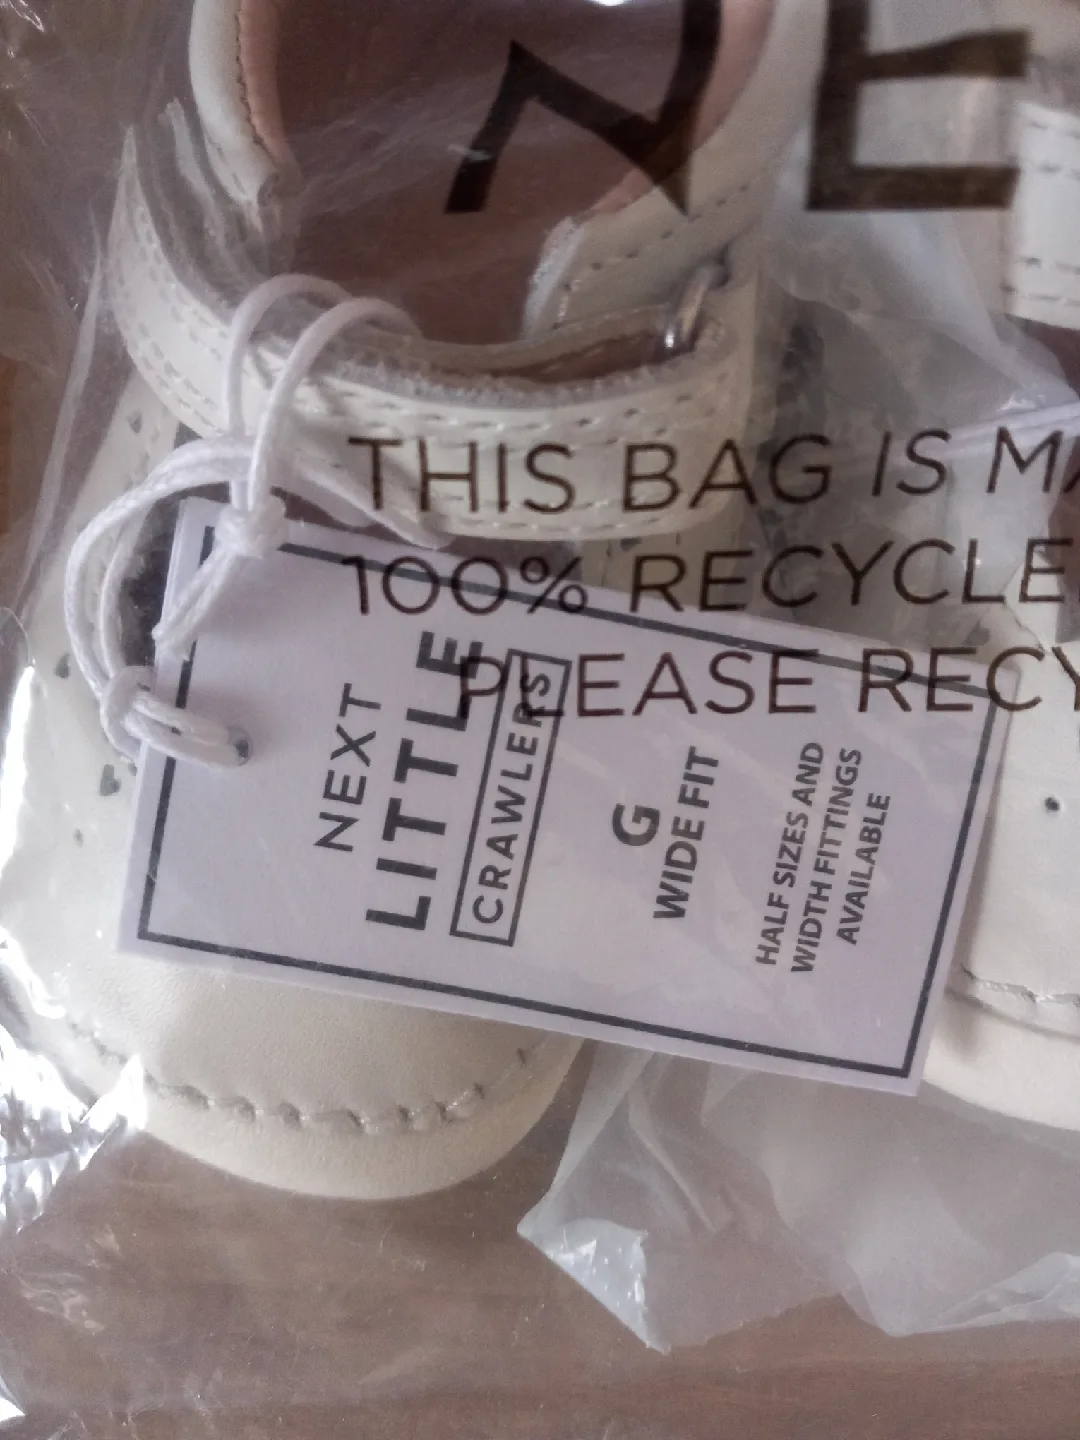 NE
THIS BAG IS MA
100% RECYCLE
PLEASE RECY
NEXT
LITTLE
CRAWLERS
G
WIDE FIT
HALF SIZES AND
WIDTH FITTINGS
AVAILABLE